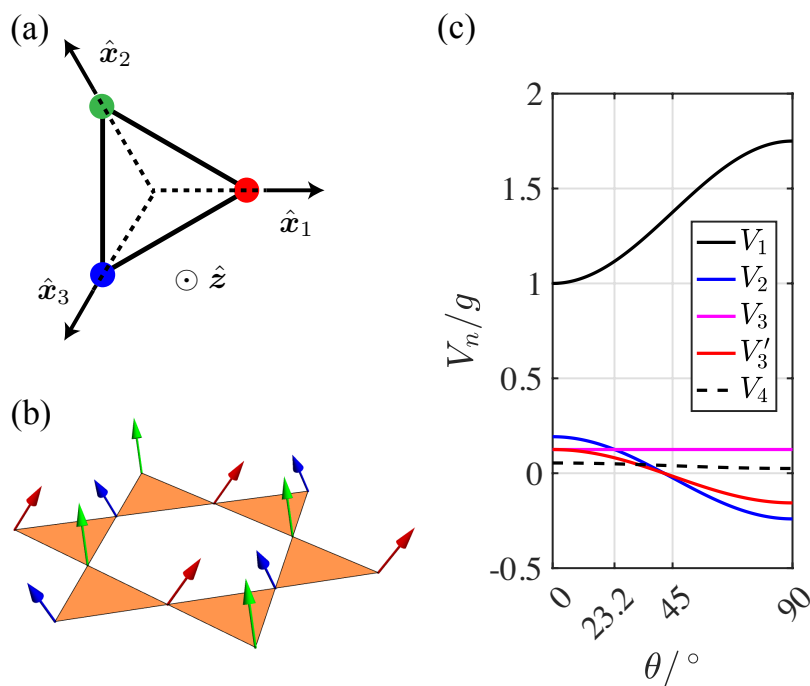 (a)
x̂₂
x̂₁
x̂₃
⊙ ẑ
(b)
(c)
Vₙ/g
2
1.5
1
0.5
0
-0.5
V₁
V₂
V₃
V₃′
V₄
0
23.2
45
90
θ/°